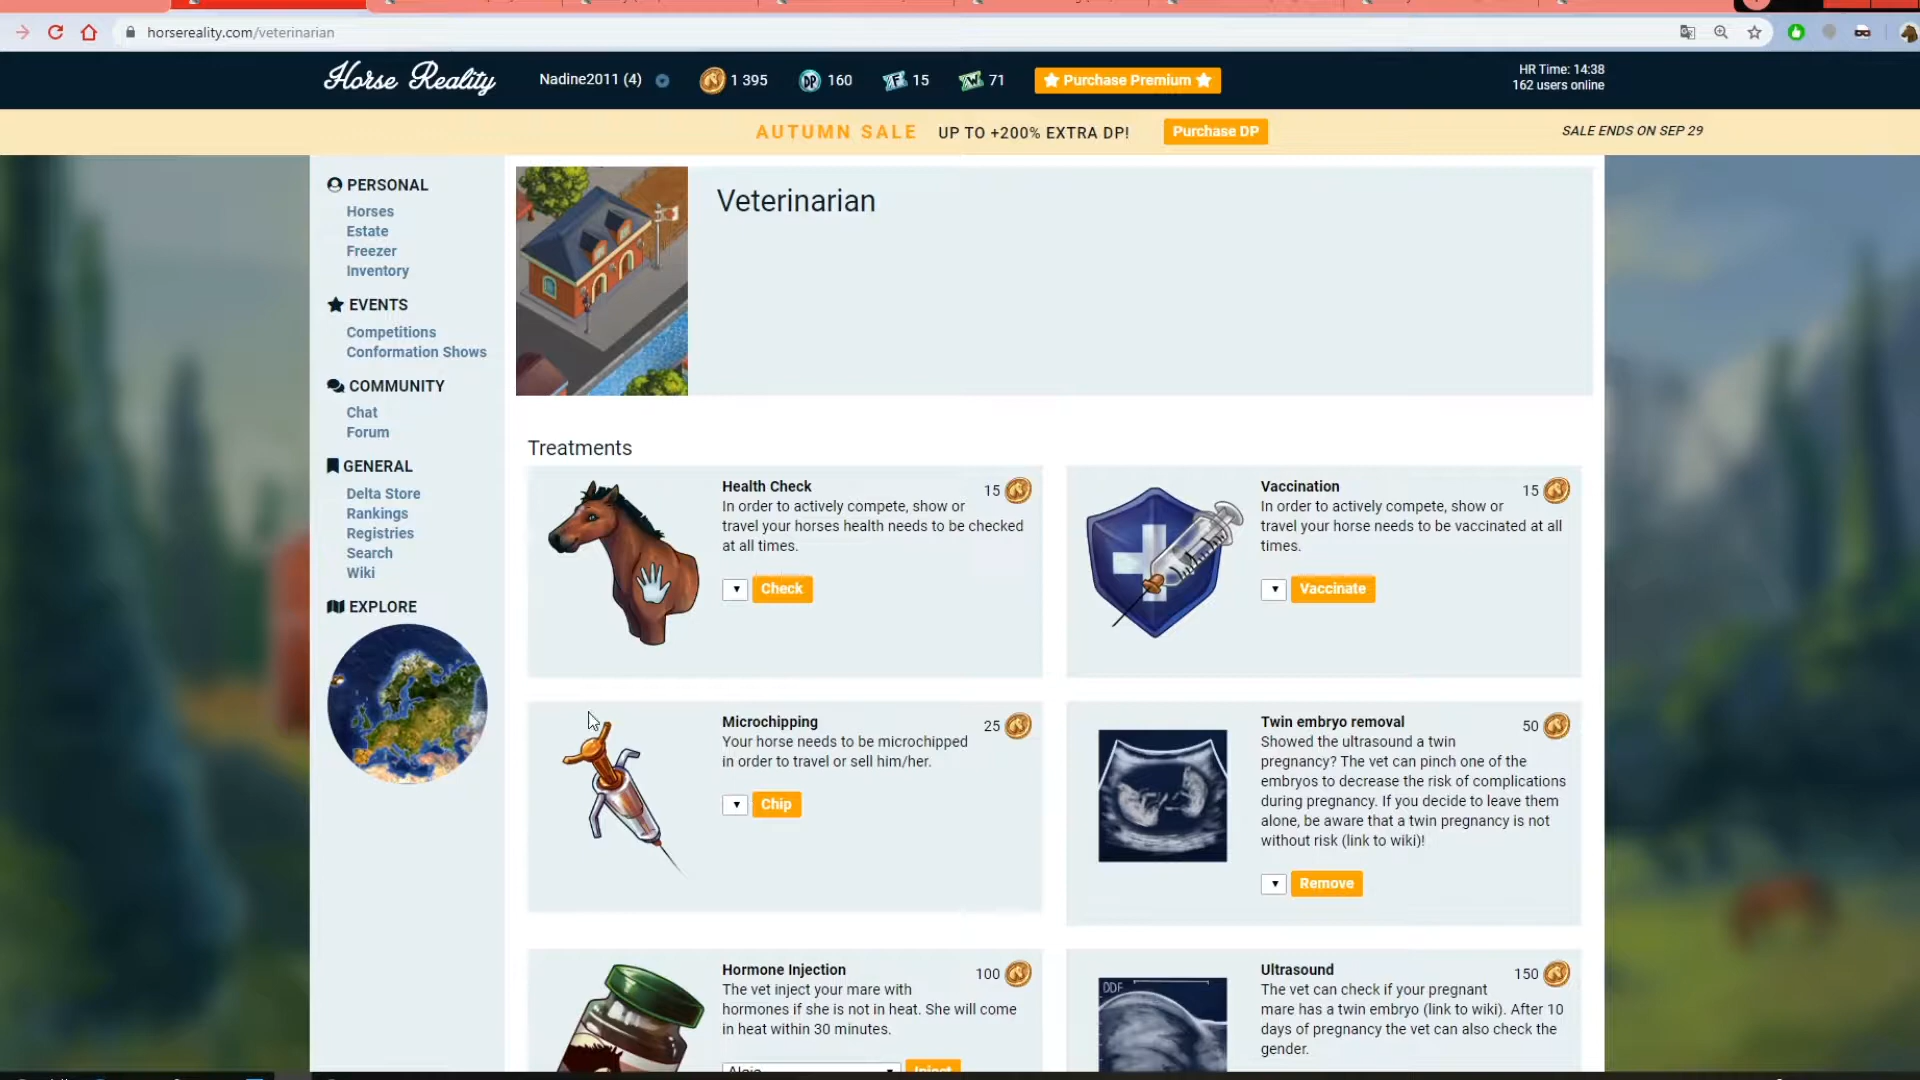 horsereality.com/veterinarian
Horse Reality
Nadine2011 (4)
1 395
DP
160
F
15
W
71
Purchase Premium
HR Time: 14:38
162 users online
AUTUMN SALE
UP TO +200% EXTRA DP!
Purchase DP
SALE ENDS ON SEP 29
PERSONAL
Horses
Estate
Freezer
Inventory
EVENTS
Competitions
Conformation Shows
COMMUNITY
Chat
Forum
GENERAL
Delta Store
Rankings
Registries
Search
Wiki
EXPLORE
Veterinarian
Treatments
Health Check
15
In order to actively compete, show or
travel your horses health needs to be checked
at all times.
Check
Vaccination
15
In order to actively compete, show or
travel your horse needs to be vaccinated at all
times.
Vaccinate
Microchipping
25
Your horse needs to be microchipped
in order to travel or sell him/her.
Chip
Twin embryo removal
50
Showed the ultrasound a twin
pregnancy? The vet can pinch one of the
embryos to decrease the risk of complications
during pregnancy. If you decide to leave them
alone, be aware that a twin pregnancy is not
without risk (link to wiki)!
Remove
Hormone Injection
100
The vet inject your mare with
hormones if she is not in heat. She will come
in heat within 30 minutes.
Inject
DDF
Ultrasound
150
The vet can check if your pregnant
mare has a twin embryo (link to wiki). After 10
days of pregnancy the vet can also check the
gender.